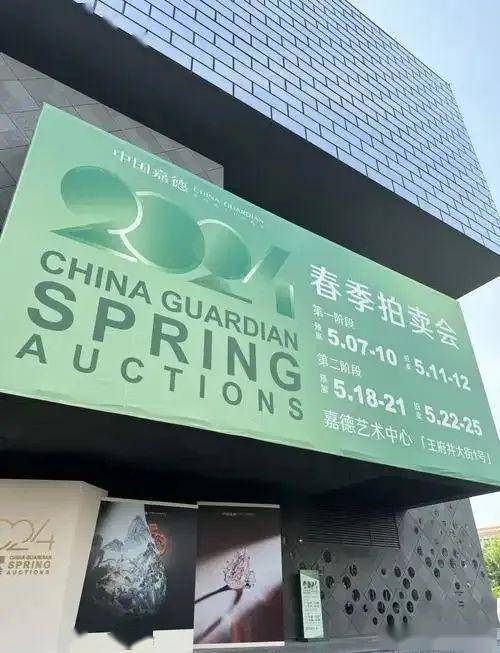 中国嘉德 CHINA GUARDIAN
2024
CHINA GUARDIAN
SPRING
AUCTIONS
春季拍卖会
第一阶段
预展 5.07-10 拍卖 5.11-12
第二阶段
预展 5.18-21 拍卖 5.22-25
嘉德艺术中心「王府井大街1号」
2024
CHINA GUARDIAN
SPRING
AUCTIONS